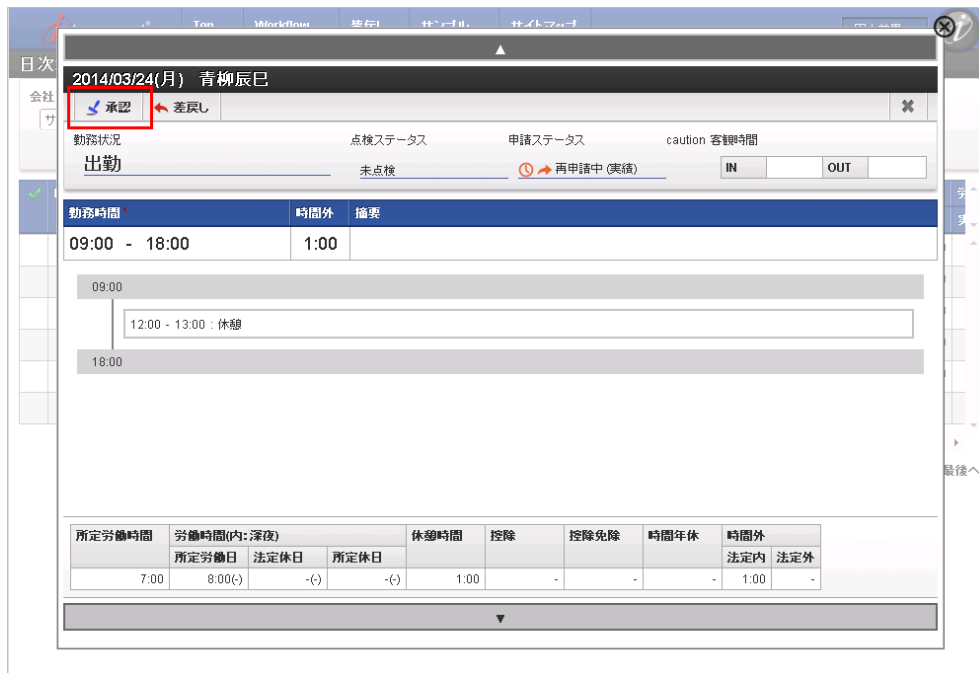 Top Workflow サンプル サイトマップ
▲
日次
2014/03/24(月) 青柳辰巳
会社
承認 差戻し
サ
勤務状況 点検ステータス 申請ステータス caution 客観時間
出勤 未点検 再申請中 (実績) IN OUT
勤務時間* 時間外 摘要
09:00 - 18:00 1:00
09:00
12:00 - 13:00 : 休憩
18:00
最後へ
所定労働時間 労働時間(内:深夜) 休憩時間 控除 控除免除 時間年休 時間外
所定労働日 法定休日 所定休日 法定内 法定外
7:00 8:00(-) -(-) -(-) 1:00 - - - 1:00 -
▼